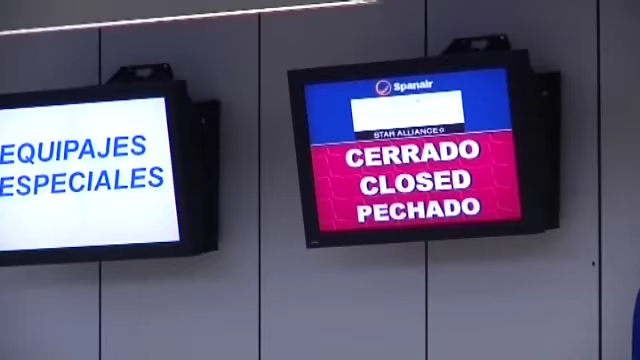 EQUIPAJES
ESPECIALES
Spanair
STAR ALLIANCE
CERRADO
CLOSED
PECHADO